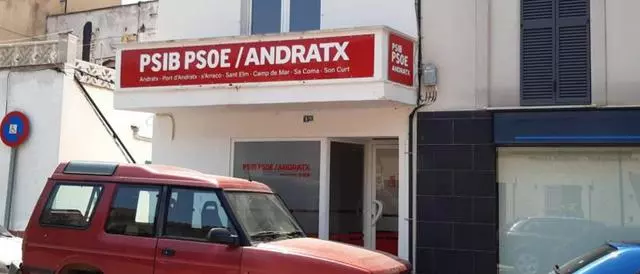 PSIB PSOE / ANDRATX
Andratx · Port d'Andratx · s'Arracó · Sant Elm · Camp de Mar · Sa Coma · Son Curt
PSIB
PSOE
ANDRATX
PSIB PSOE / ANDRATX